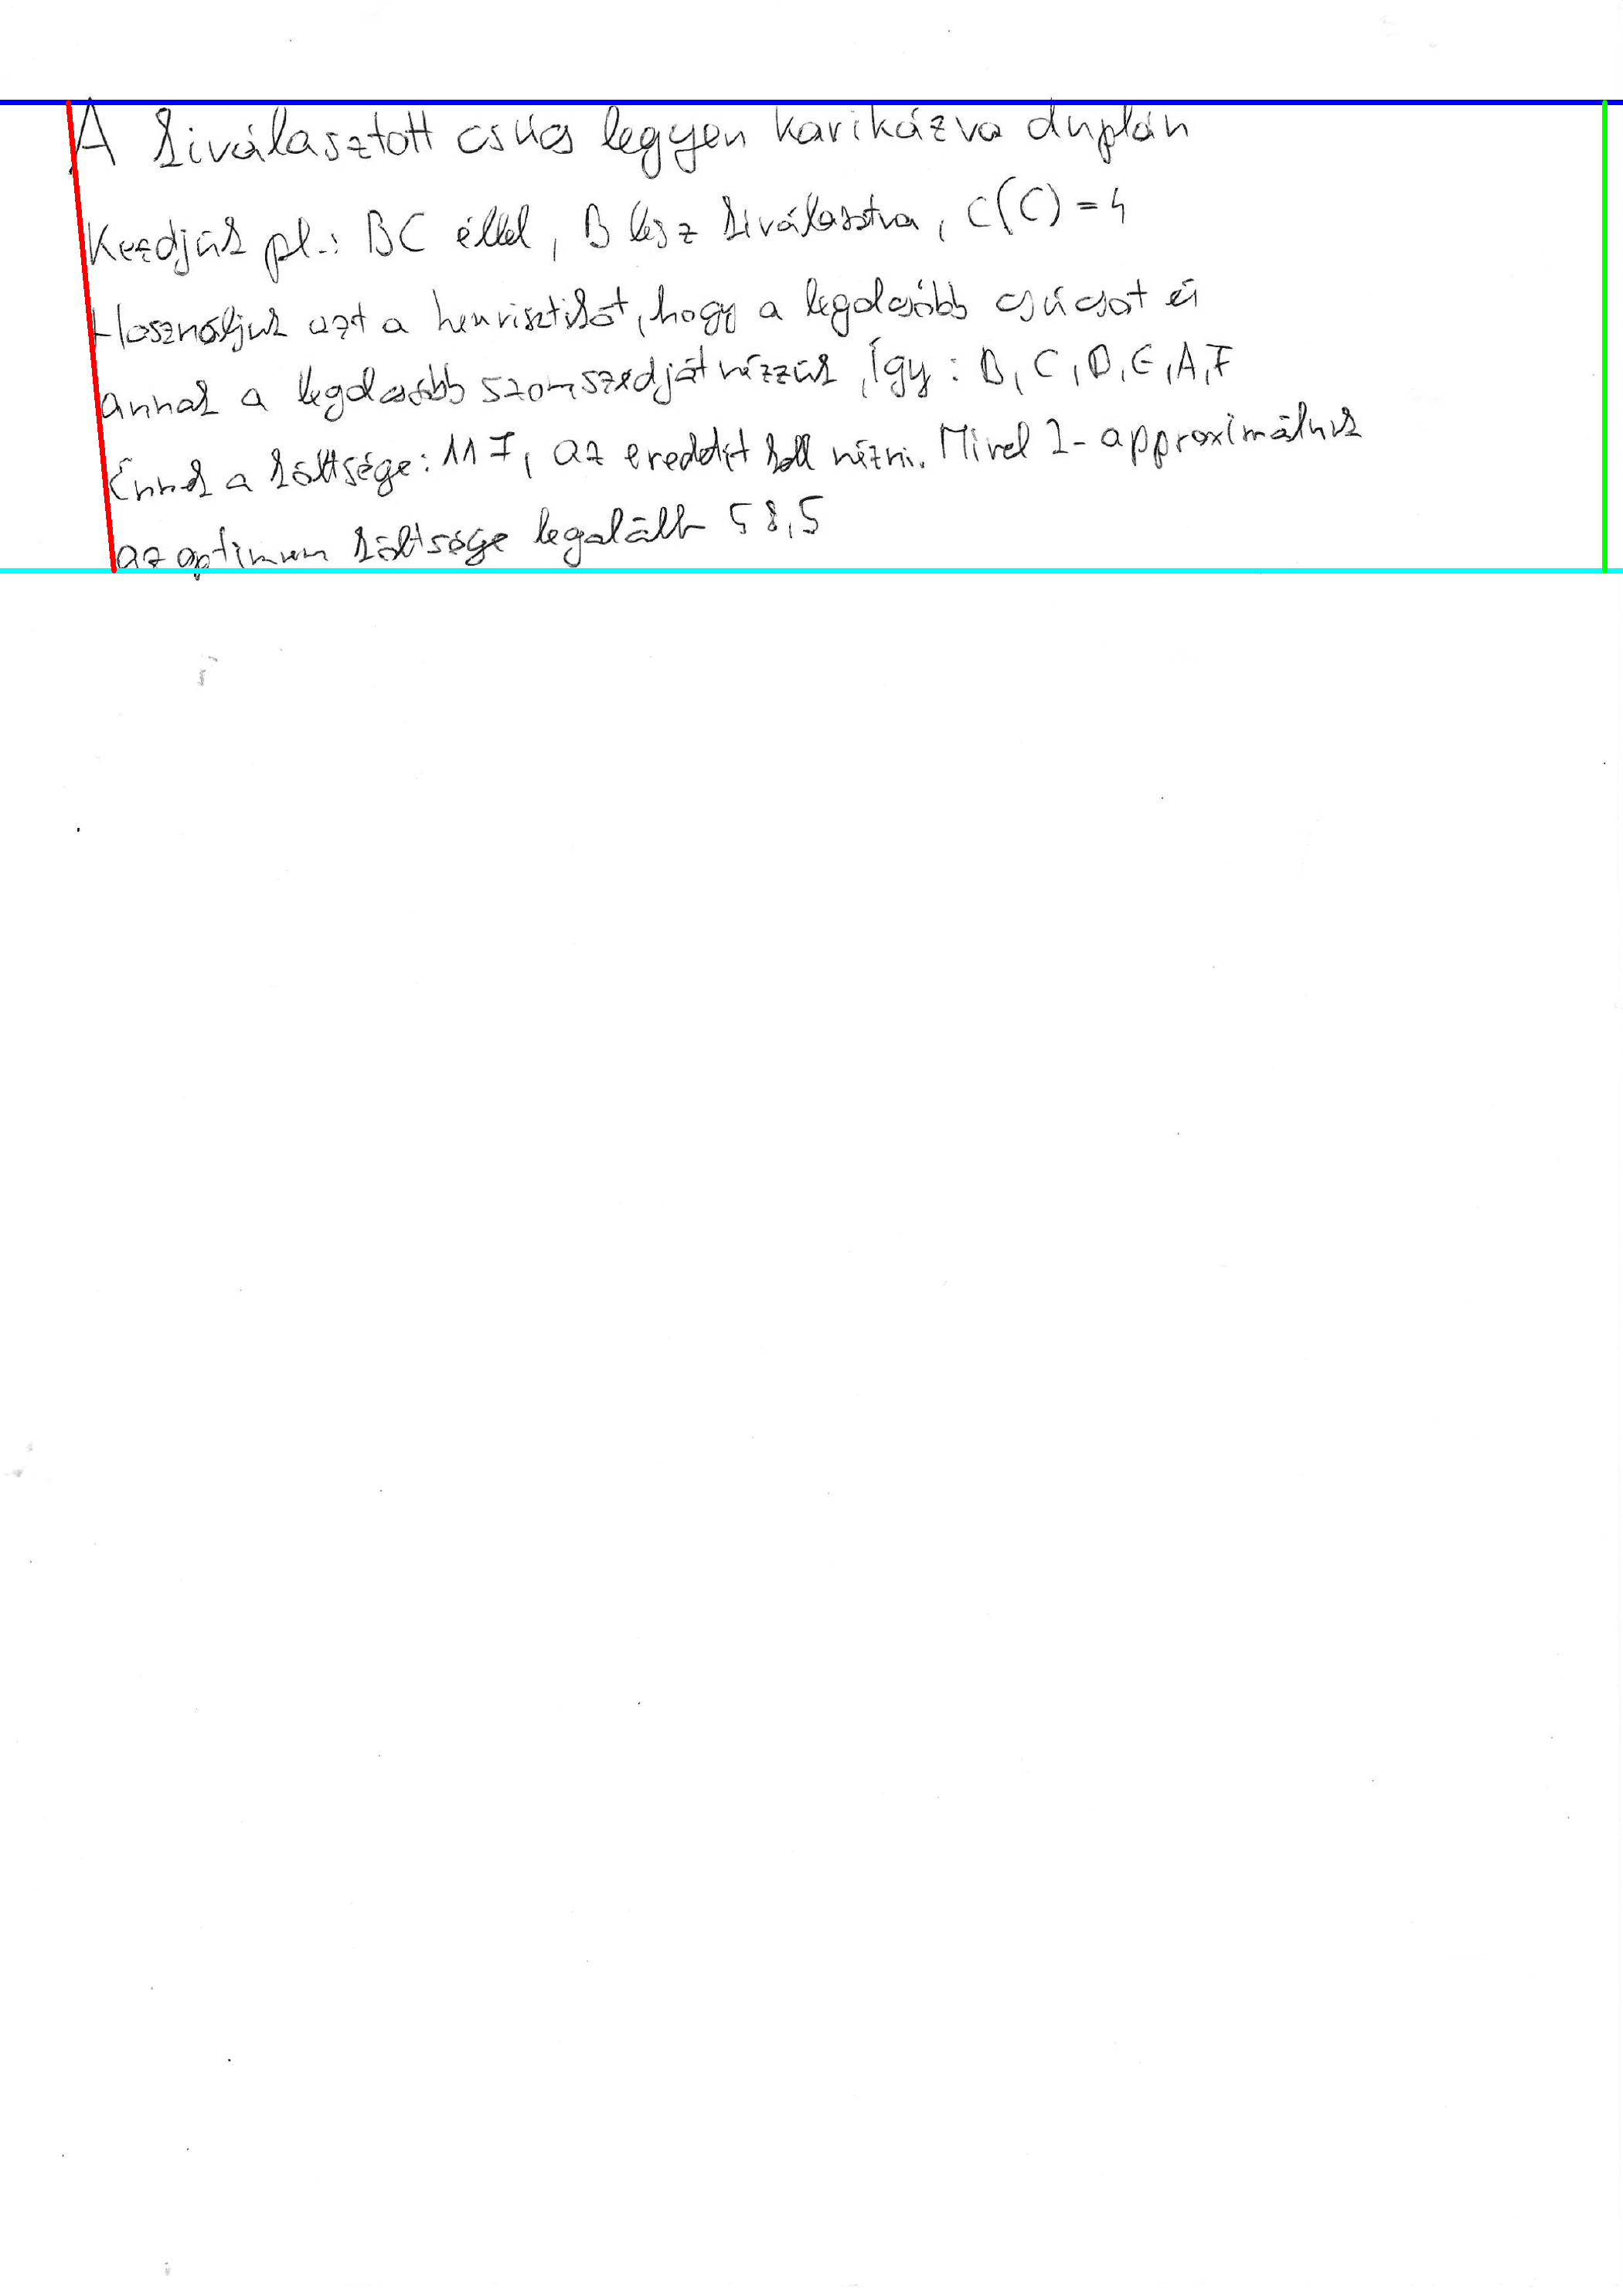 A kiválasztott csúcs legyen karikázva duplán
Kezdjük pl.: BC éllel, B lesz kiválasztva, c(C) = 4
Használjuk azt a heurisztikát, hogy a legolcsóbb csúcsot és
annak a legolcsóbb szomszédját nézzük, így: B, C, D, E, A, F
Ennek a költsége: 117, az eredetit kell nézni. Mivel 2-approximálunk
az optimum költsége legalább 58,5